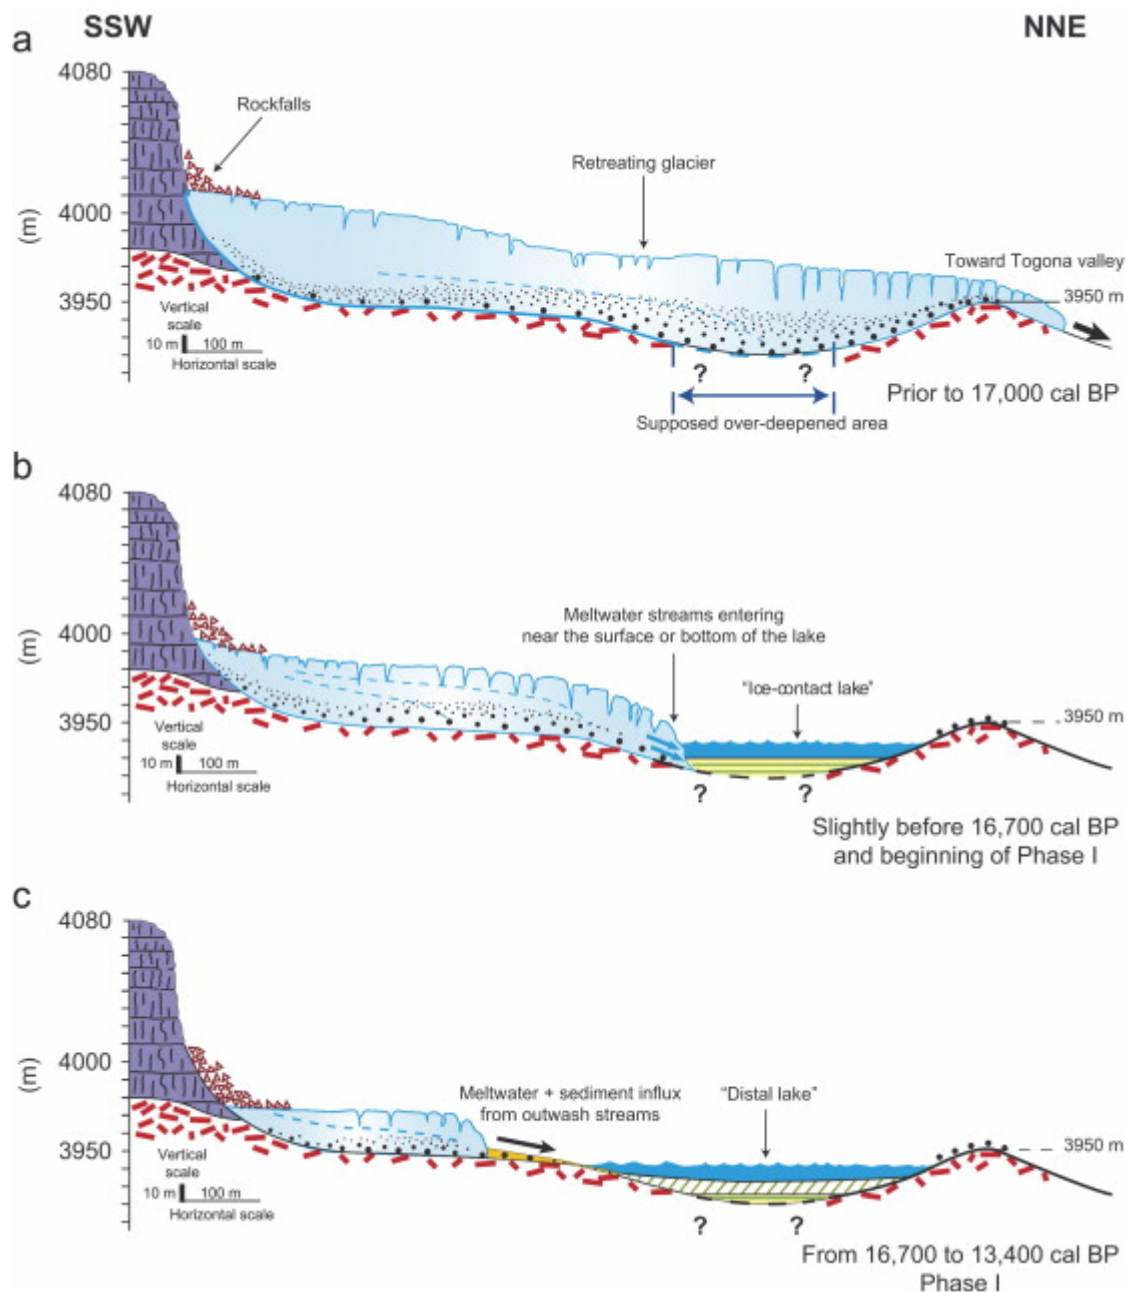 SSW
NNE
a
4080
Rockfalls
Retreating glacier
4000
(m)
Toward Togona valley
3950
3950 m
Vertical
scale
10 m
100 m
Horizontal scale
? ?
Prior to 17,000 cal BP
Supposed over-deepened area
b
4080
Meltwater streams entering
near the surface or bottom of the lake
4000
(m)
"Ice-contact lake"
3950
3950 m
Vertical
scale
10 m
100 m
Horizontal scale
? ?
Slightly before 16,700 cal BP
and beginning of Phase I
c
4080
4000
(m)
Meltwater + sediment influx
from outwash streams
"Distal lake"
3950
3950 m
Vertical
scale
10 m
100 m
Horizontal scale
? ?
From 16,700 to 13,400 cal BP
Phase I